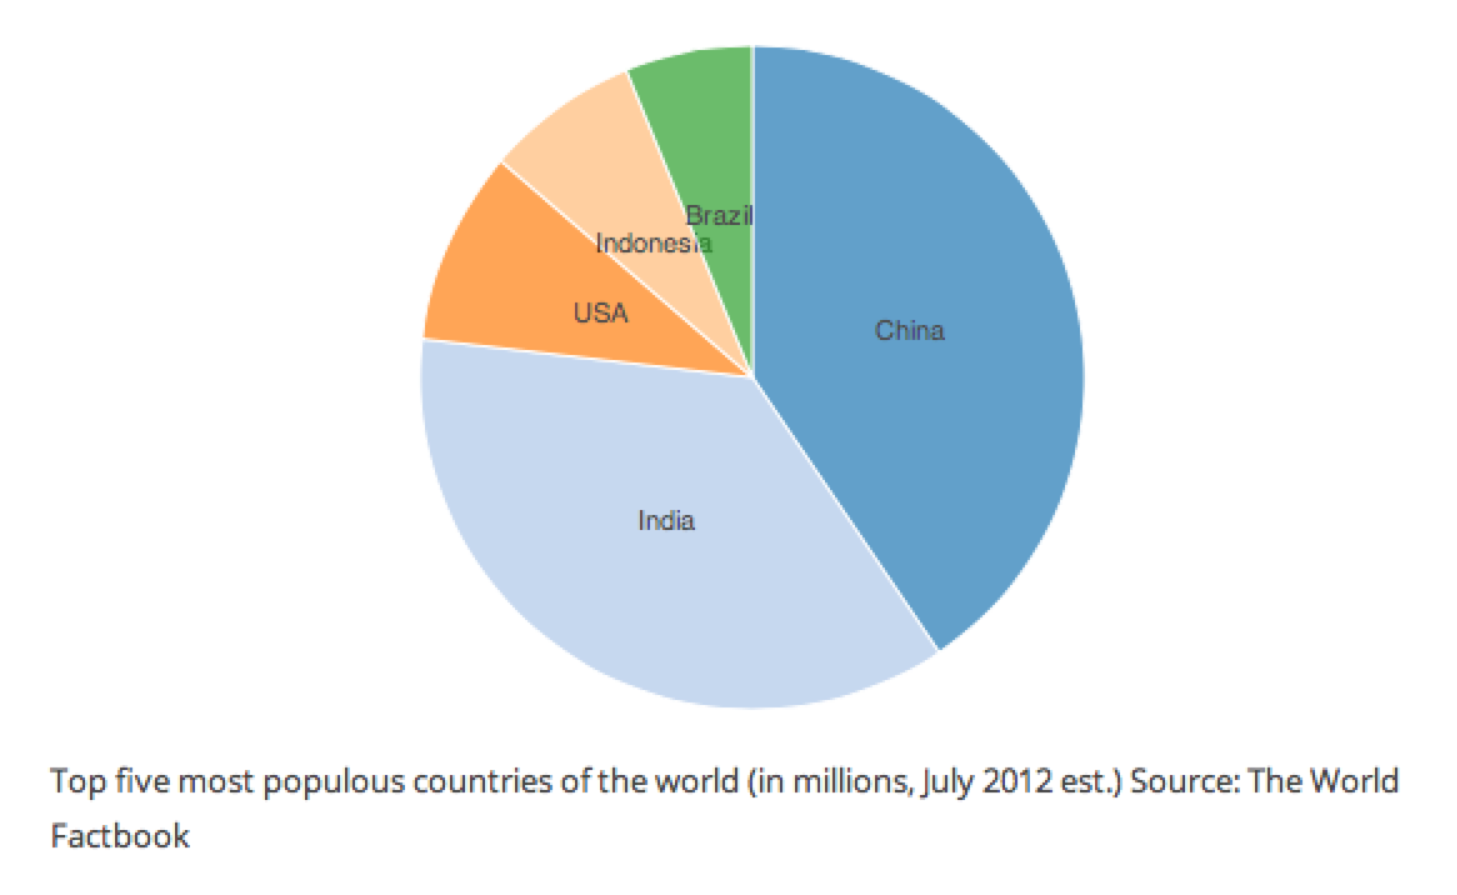 Brazil
Indonesia
USA
China
India
Top five most populous countries of the world (in millions, July 2012 est.) Source: The World
Factbook